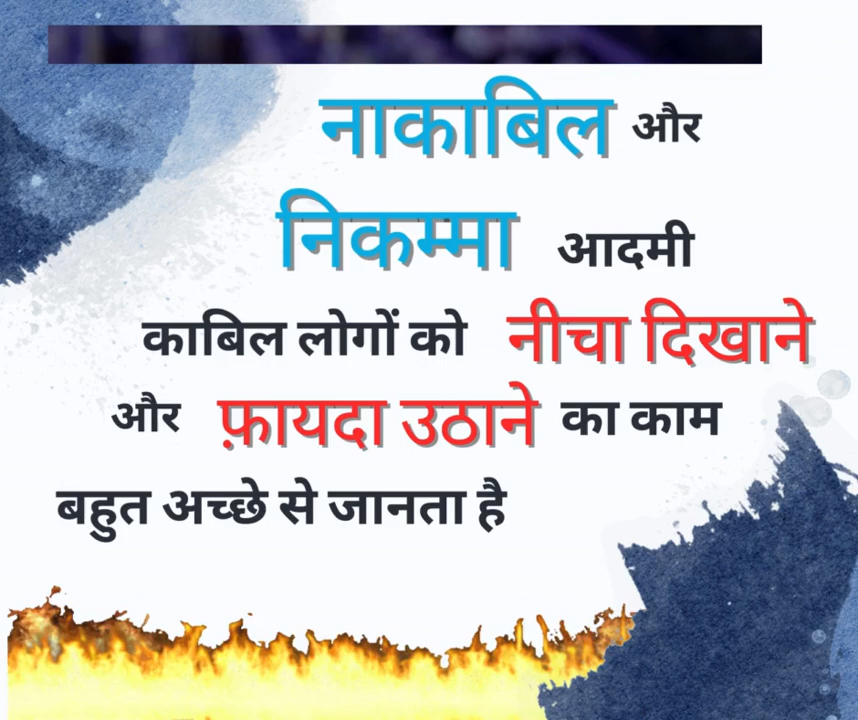 नाकाबिल और
निकम्मा आदमी
काबिल लोगों को नीचा दिखाने
और फ़ायदा उठाने का काम
बहुत अच्छे से जानता है